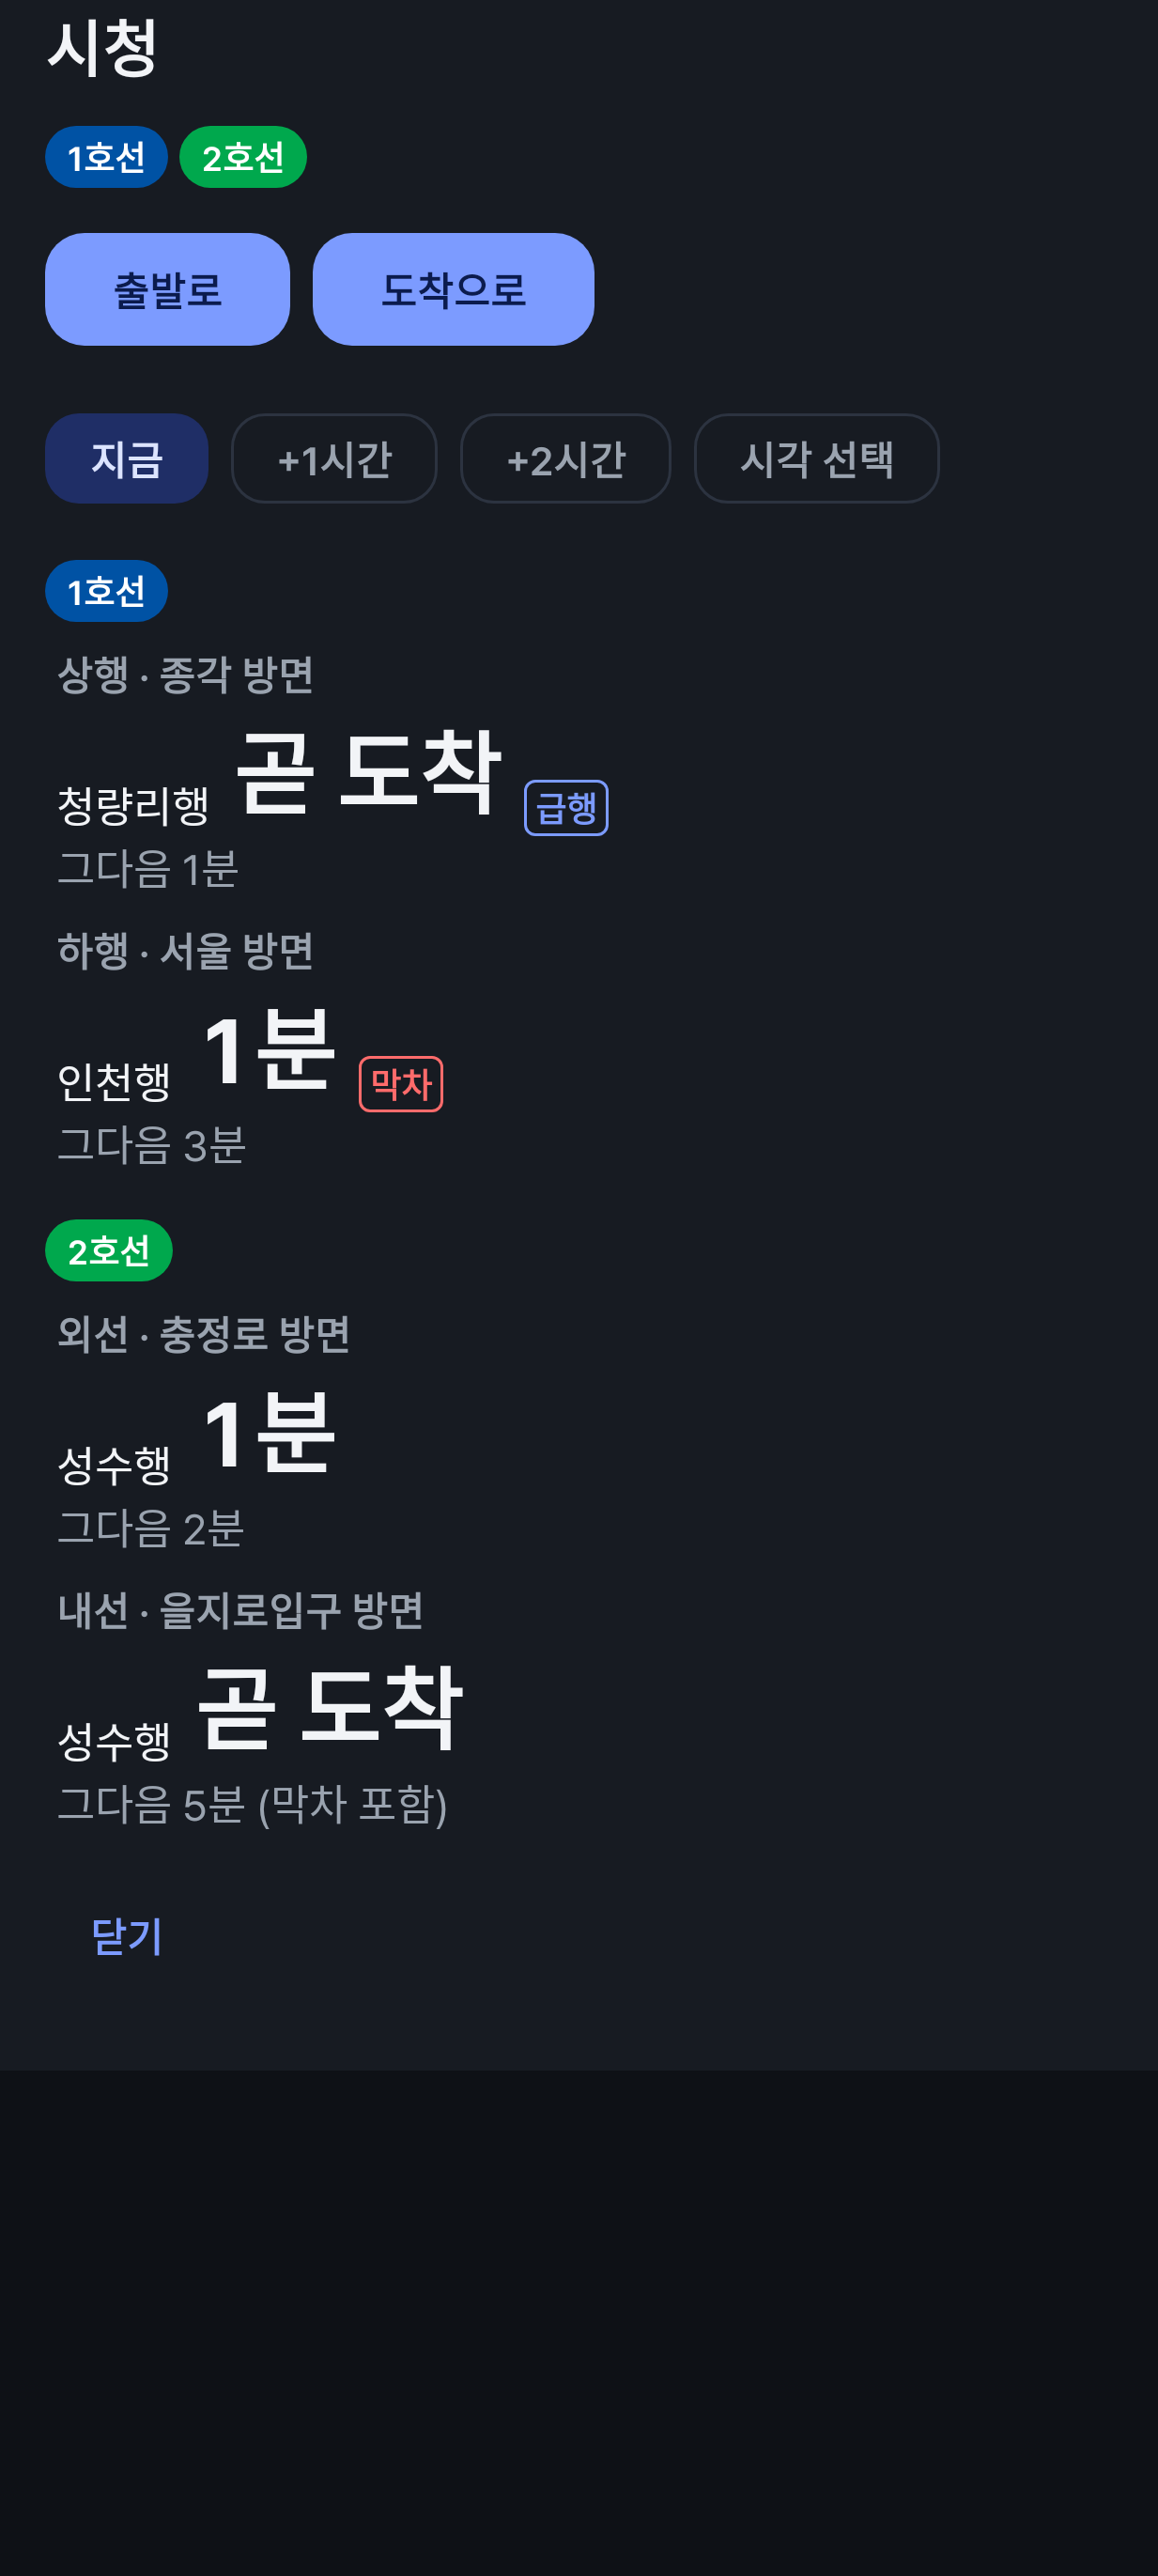 시청
1호선 2호선
출발로 도착으로
지금 +1시간 +2시간 시각 선택
1호선
상행 · 종각 방면
청량리행 곧 도착 급행
그다음 1분
하행 · 서울 방면
인천행 1분 막차
그다음 3분
2호선
외선 · 충정로 방면
성수행 1분
그다음 2분
내선 · 을지로입구 방면
성수행 곧 도착
그다음 5분 (막차 포함)
닫기